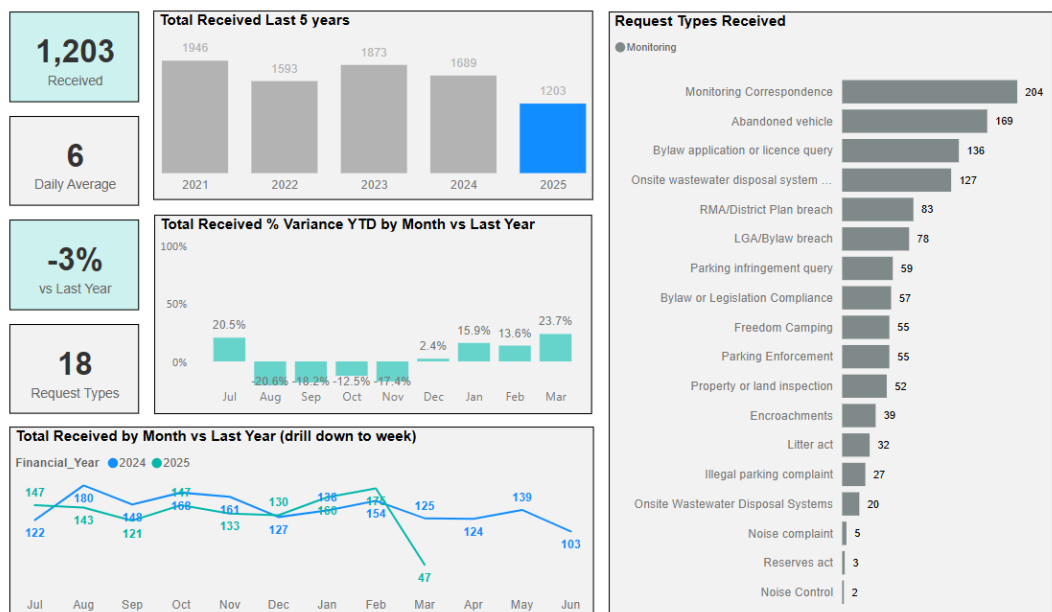 1,203
Received
6
Daily Average
-3%
vs Last Year
18
Request Types
Total Received Last 5 years
1946
1593
1873
1689
1203
2021
2022
2023
2024
2025
Total Received % Variance YTD by Month vs Last Year
100%
50%
0%
20.5%
-20.6%
-18.2%
-12.5%
-17.4%
2.4%
15.9%
13.6%
23.7%
Jul
Aug
Sep
Oct
Nov
Dec
Jan
Feb
Mar
Total Received by Month vs Last Year (drill down to week)
Financial_Year
2024
2025
147
122
180
143
148
121
147
168
161
133
130
127
138
160
175
154
125
47
124
139
103
Jul
Aug
Sep
Oct
Nov
Dec
Jan
Feb
Mar
Apr
May
Jun
Request Types Received
Monitoring
Monitoring Correspondence 204
Abandoned vehicle 169
Bylaw application or licence query 136
Onsite wastewater disposal system ... 127
RMA/District Plan breach 83
LGA/Bylaw breach 78
Parking infringement query 59
Bylaw or Legislation Compliance 57
Freedom Camping 55
Parking Enforcement 55
Property or land inspection 52
Encroachments 39
Litter act 32
Illegal parking complaint 27
Onsite Wastewater Disposal Systems 20
Noise complaint 5
Reserves act 3
Noise Control 2